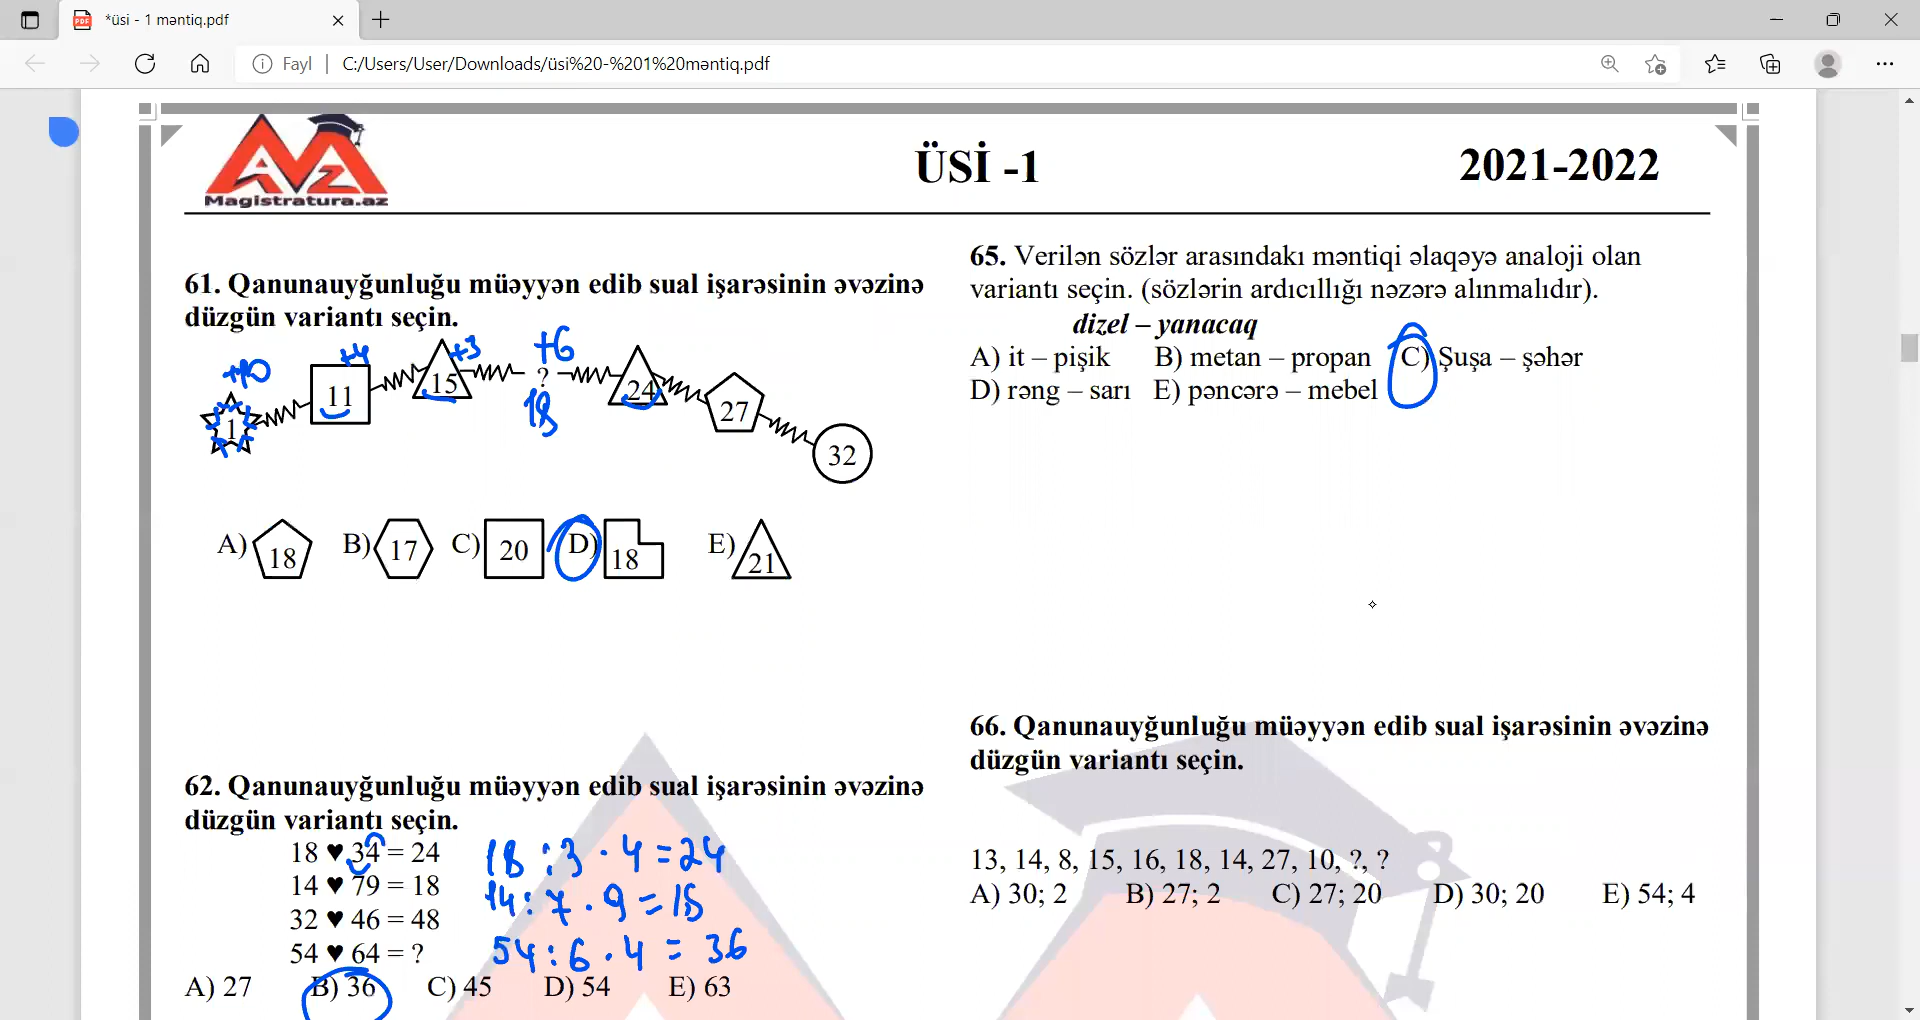 *üsi - 1 məntiq.pdf
Fayl | C:/Users/User/Downloads/üsi%20-%201%20məntiq.pdf
Magistratura.az
ÜSİ -1
2021-2022
61. Qanunauyğunluğu müəyyən edib sual işarəsinin əvəzinə
düzgün variantı seçin.
+10 +4 +3 +6
1 11 15 ? 24 27 32
18
A) 18 B) 17 C) 20 D) 18 E) 21
62. Qanunauyğunluğu müəyyən edib sual işarəsinin əvəzinə
düzgün variantı seçin.
18 ♥ 34 = 24 18 : 3 · 4 = 24
14 ♥ 79 = 18 14 : 7 · 9 = 18
32 ♥ 46 = 48
54 ♥ 64 = ? 54 : 6 · 4 = 36
A) 27 B) 36 C) 45 D) 54 E) 63
65. Verilən sözlər arasındakı məntiqi əlaqəyə analoji olan
variantı seçin. (sözlərin ardıcıllığı nəzərə alınmalıdır).
dizel – yanacaq
A) it – pişik B) metan – propan C) Şuşa – şəhər
D) rəng – sarı E) pəncərə – mebel
66. Qanunauyğunluğu müəyyən edib sual işarəsinin əvəzinə
düzgün variantı seçin.
13, 14, 8, 15, 16, 18, 14, 27, 10, ?, ?
A) 30; 2 B) 27; 2 C) 27; 20 D) 30; 20 E) 54; 4